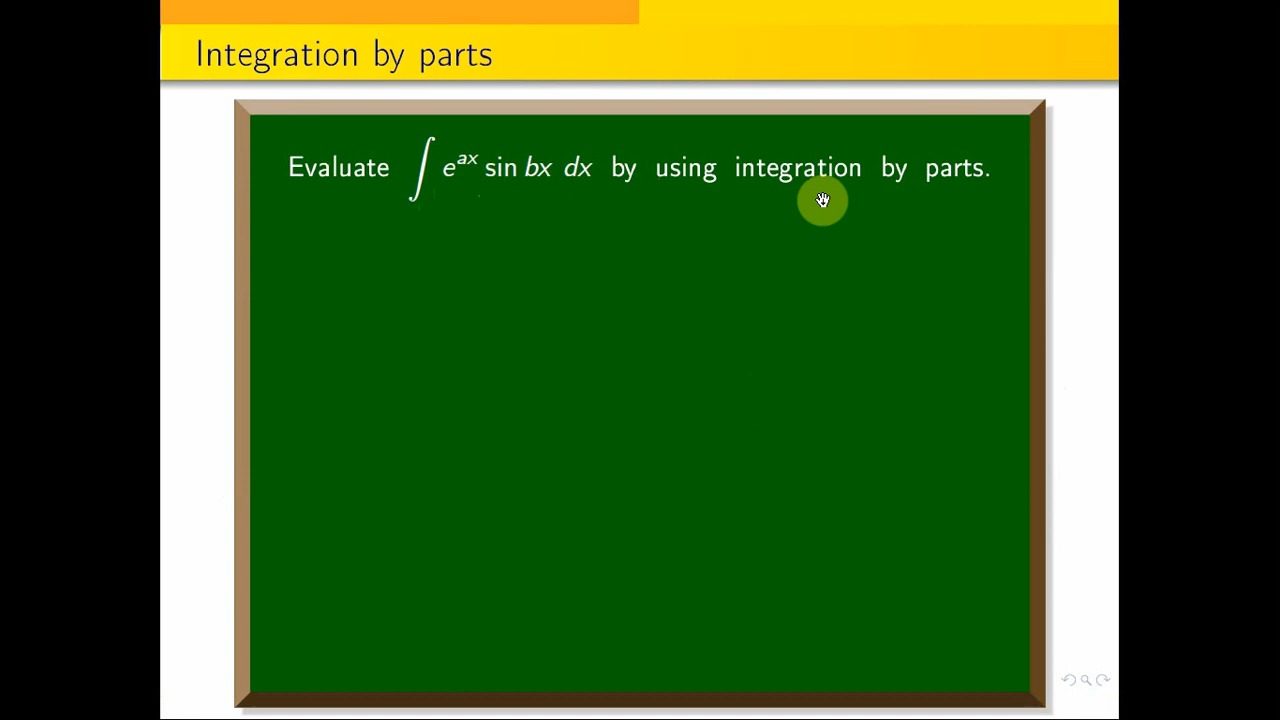 Integration by parts
Evaluate ∫ e^{ax} sin bx dx by using integration by parts.